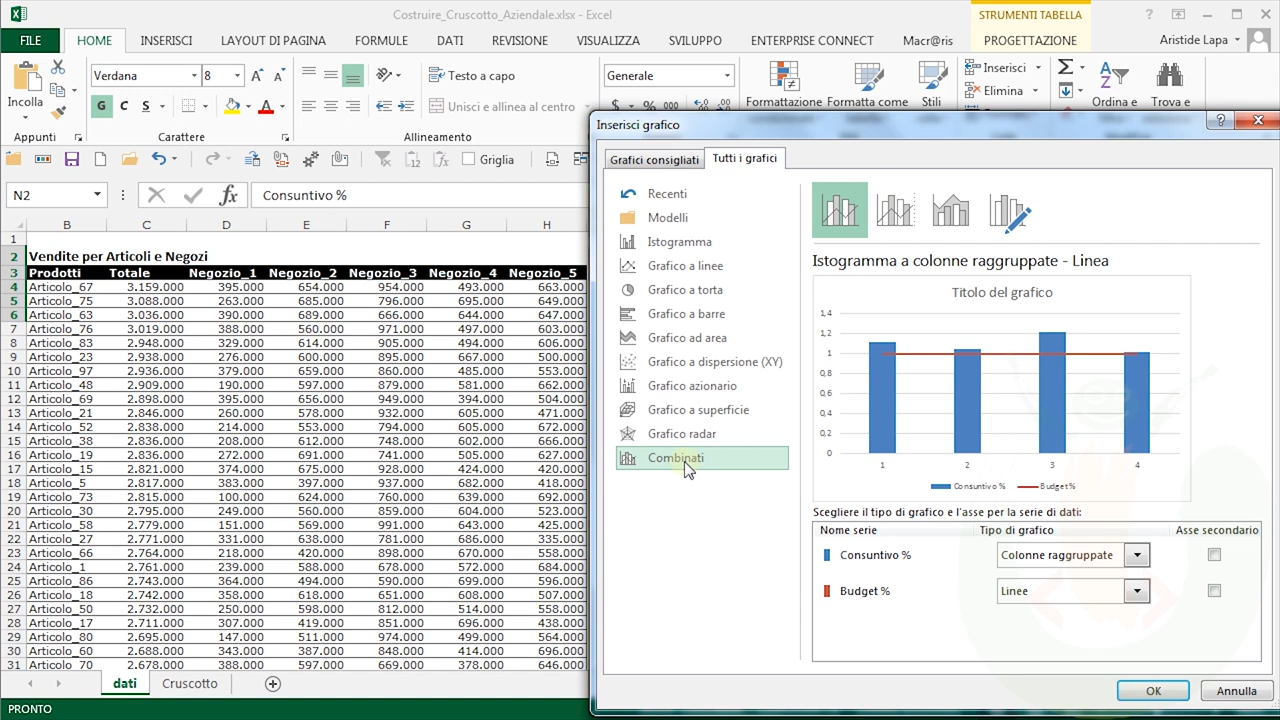 Costruire_Cruscotto_Aziendale.xlsx - Excel
STRUMENTI TABELLA
FILE HOME INSERISCI LAYOUT DI PAGINA FORMULE DATI REVISIONE VISUALIZZA SVILUPPO ENTERPRISE CONNECT Macr@ris PROGETTAZIONE Aristide Lapa
Incolla
Verdana 8
Testo a capo
Generale
Inserisci
G C S
Unisci e allinea al centro
Formattazione Formata come Stili
Elimina
Ordina e Trova e
Appunti Carattere Allineamento
Griglia
N2 Consuntivo %
B C D E F G H
1
2 Vendite per Articoli e Negozi
3 Prodotti Totale Negozio_1 Negozio_2 Negozio_3 Negozio_4 Negozio_5
4 Articolo_67 3.159.000 395.000 654.000 954.000 493.000 663.000
5 Articolo_75 3.088.000 263.000 685.000 796.000 695.000 649.000
6 Articolo_63 3.036.000 390.000 689.000 666.000 644.000 647.000
7 Articolo_76 3.019.000 388.000 560.000 971.000 497.000 603.000
8 Articolo_83 2.948.000 329.000 614.000 905.000 494.000 606.000
9 Articolo_23 2.938.000 276.000 600.000 895.000 667.000 500.000
10 Articolo_97 2.936.000 379.000 659.000 860.000 485.000 553.000
11 Articolo_48 2.909.000 190.000 597.000 879.000 581.000 662.000
12 Articolo_69 2.898.000 395.000 656.000 949.000 394.000 504.000
13 Articolo_21 2.846.000 260.000 578.000 932.000 605.000 471.000
14 Articolo_52 2.838.000 214.000 553.000 794.000 605.000 672.000
15 Articolo_38 2.836.000 208.000 612.000 748.000 602.000 666.000
16 Articolo_19 2.836.000 272.000 691.000 741.000 505.000 627.000
17 Articolo_15 2.821.000 374.000 675.000 928.000 424.000 420.000
18 Articolo_5 2.817.000 383.000 397.000 937.000 682.000 418.000
19 Articolo_73 2.815.000 100.000 624.000 760.000 639.000 692.000
20 Articolo_30 2.795.000 249.000 560.000 859.000 604.000 523.000
21 Articolo_58 2.779.000 151.000 569.000 991.000 643.000 425.000
22 Articolo_27 2.771.000 331.000 638.000 781.000 686.000 335.000
23 Articolo_66 2.764.000 218.000 420.000 898.000 670.000 558.000
24 Articolo_1 2.761.000 239.000 588.000 678.000 572.000 684.000
25 Articolo_86 2.743.000 364.000 494.000 590.000 699.000 596.000
26 Articolo_18 2.742.000 358.000 618.000 651.000 608.000 507.000
27 Articolo_50 2.732.000 250.000 598.000 812.000 514.000 558.000
28 Articolo_17 2.711.000 307.000 419.000 851.000 696.000 438.000
29 Articolo_80 2.695.000 147.000 511.000 974.000 499.000 564.000
30 Articolo_60 2.688.000 343.000 387.000 848.000 414.000 696.000
31 Articolo_70 2.678.000 388.000 597.000 669.000 378.000 646.000
dati Cruscotto
PRONTO
Inserisci grafico
Grafici consigliati Tutti i grafici
Recenti
Modelli
Istogramma
Grafico a linee
Grafico a torta
Grafico a barre
Grafico ad area
Grafico a dispersione (XY)
Grafico azionario
Grafico a superficie
Grafico radar
Combinati
Istogramma a colonne raggruppate - Linea
Titolo del grafico
1,4
1,2
1
0,8
0,6
0,4
0,2
0
1 2 3 4
Consuntivo % Budget %
Scegliere il tipo di grafico e l'asse per la serie di dati:
Nome serie Tipo di grafico Asse secondario
Consuntivo % Colonne raggruppate
Budget % Linee
OK Annulla